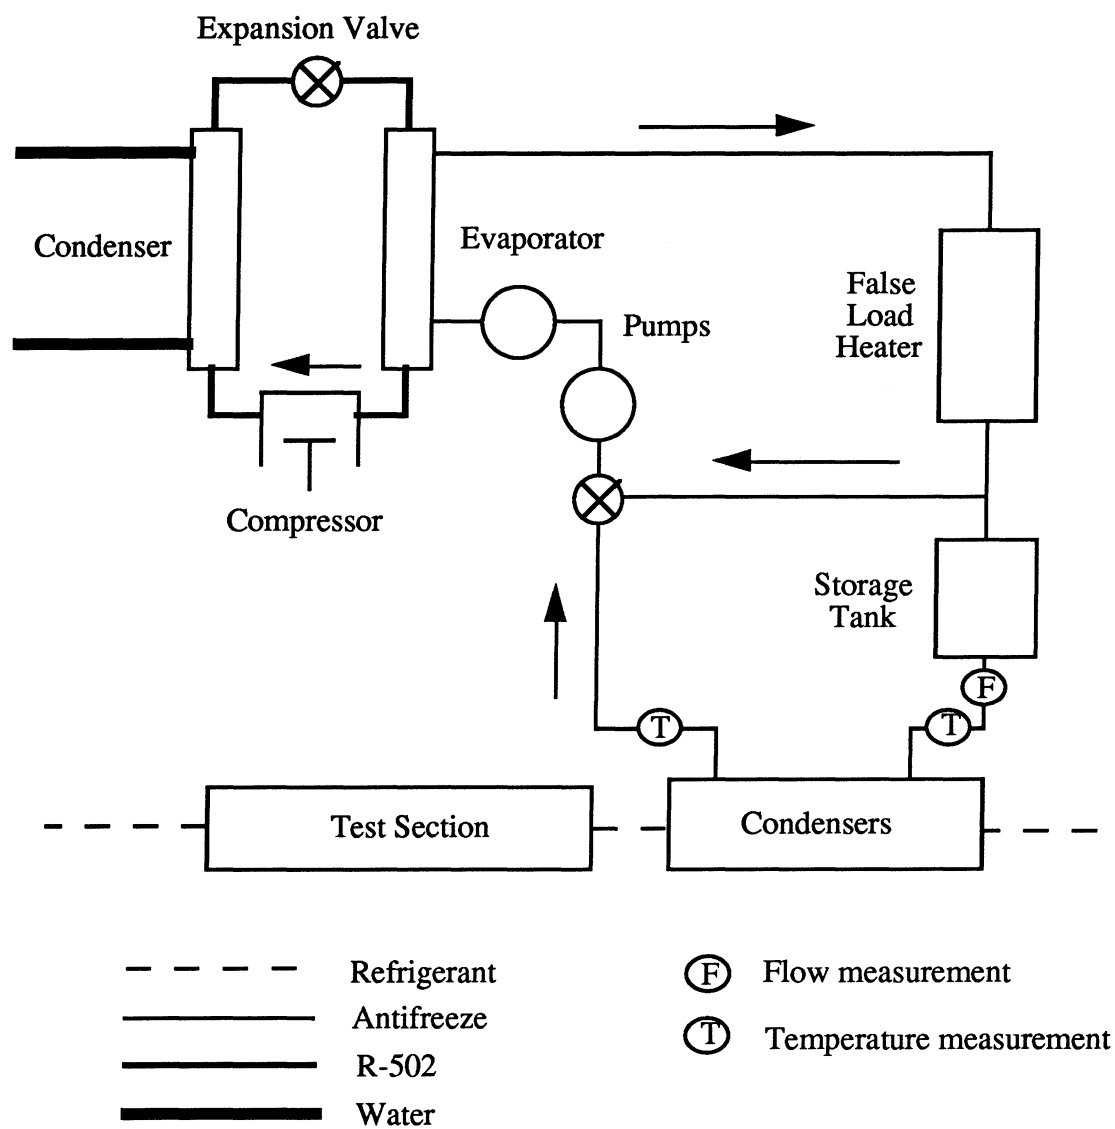 Expansion Valve
Condenser
Evaporator
False
Load
Heater
Pumps
Compressor
Storage
Tank
F
T
T
Test Section
Condensers
Refrigerant
F Flow measurement
Antifreeze
T Temperature measurement
R-502
Water